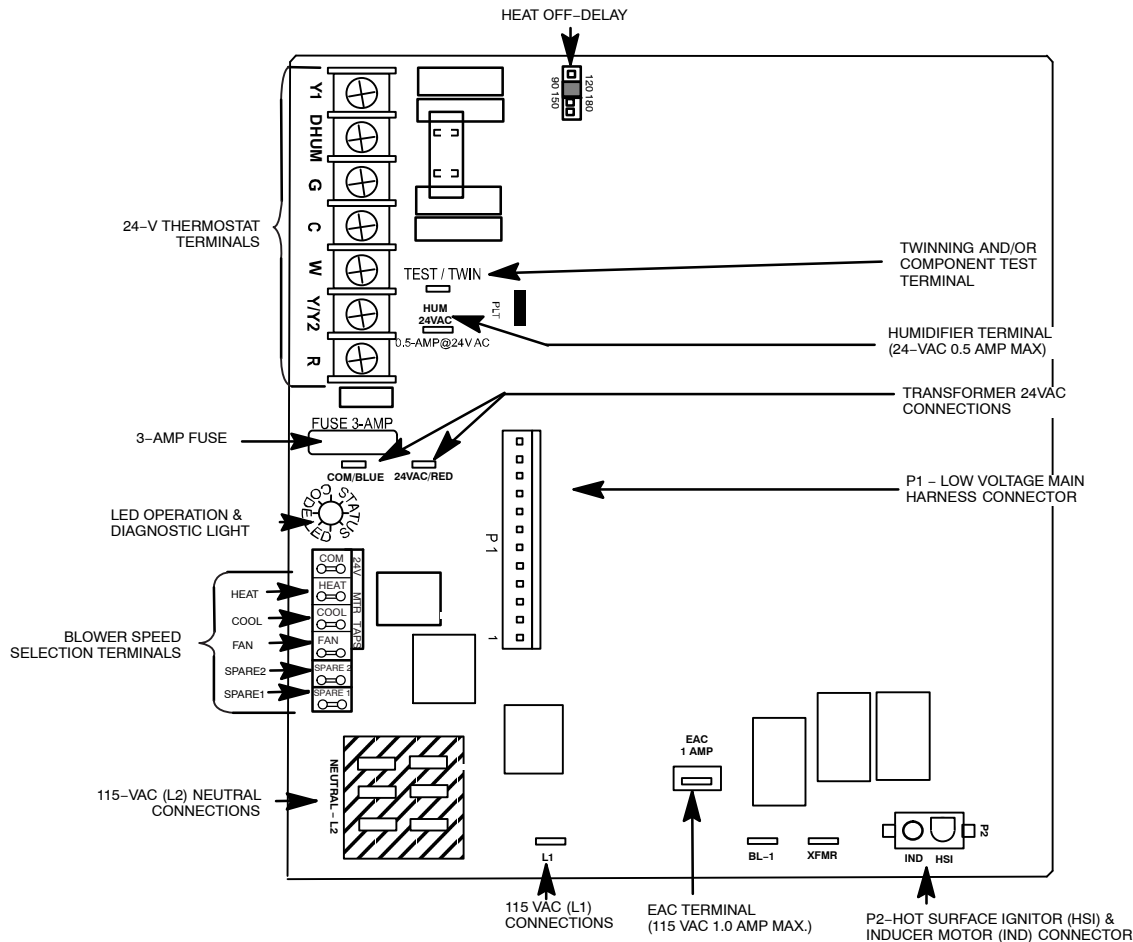 HEAT OFF−DELAY
90 150
120 180
Y1
DHUM
G
C
W
Y/Y2
R
24−V THERMOSTAT
TERMINALS
TEST / TWIN
TWINNING AND/OR
COMPONENT TEST
TERMINAL
HUM
24VAC
0.5-AMP@24VAC
PLT
HUMIDIFIER TERMINAL
(24−VAC 0.5 AMP MAX)
TRANSFORMER 24VAC
CONNECTIONS
FUSE 3-AMP
3−AMP FUSE
COM/BLUE
24VAC/RED
P1 − LOW VOLTAGE MAIN
HARNESS CONNECTOR
STATUS
CODE LED
LED OPERATION &
DIAGNOSTIC LIGHT
P1
1
COM
24V
HEAT
HEAT
MTR TAPS
COOL
COOL
FAN
FAN
SPARE2
SPARE 2
SPARE1
SPARE 1
BLOWER SPEED
SELECTION TERMINALS
EAC
1 AMP
NEUTRAL − L2
115−VAC (L2) NEUTRAL
CONNECTIONS
L1
BL−1
XFMR
IND
HSI
P2
115 VAC (L1)
CONNECTIONS
EAC TERMINAL
(115 VAC 1.0 AMP MAX.)
P2−HOT SURFACE IGNITOR (HSI) &
INDUCER MOTOR (IND) CONNECTOR